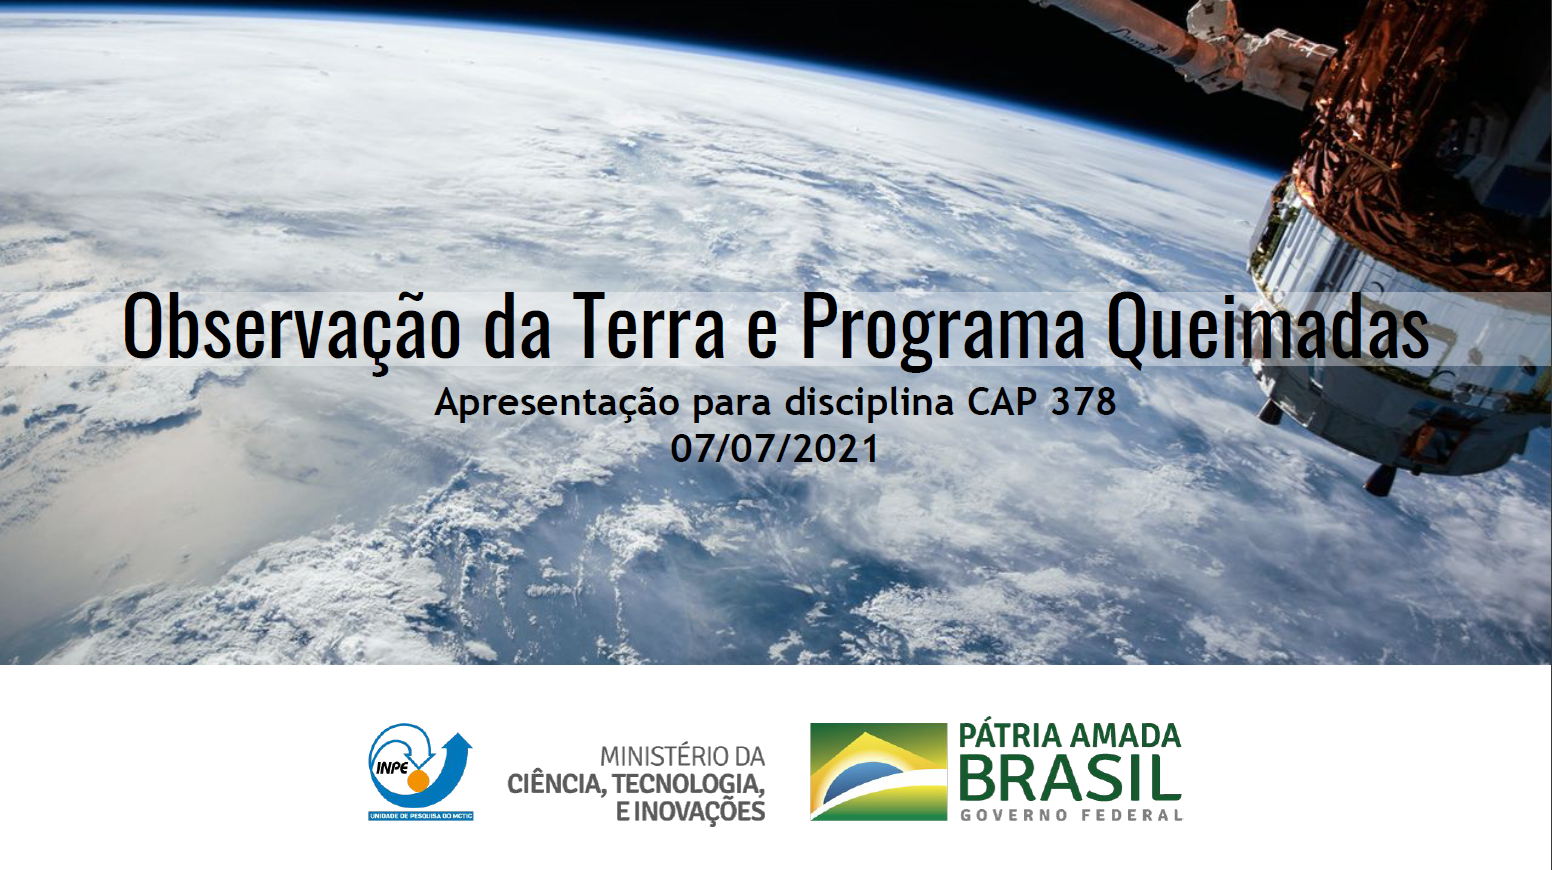 Observação da Terra e Programa Queimadas
Apresentação para disciplina CAP 378
07/07/2021
INPE
UNIDADE DE PESQUISA DO MCTIC
MINISTÉRIO DA
CIÊNCIA, TECNOLOGIA,
E INOVAÇÕES
PÁTRIA AMADA
BRASIL
GOVERNO FEDERAL